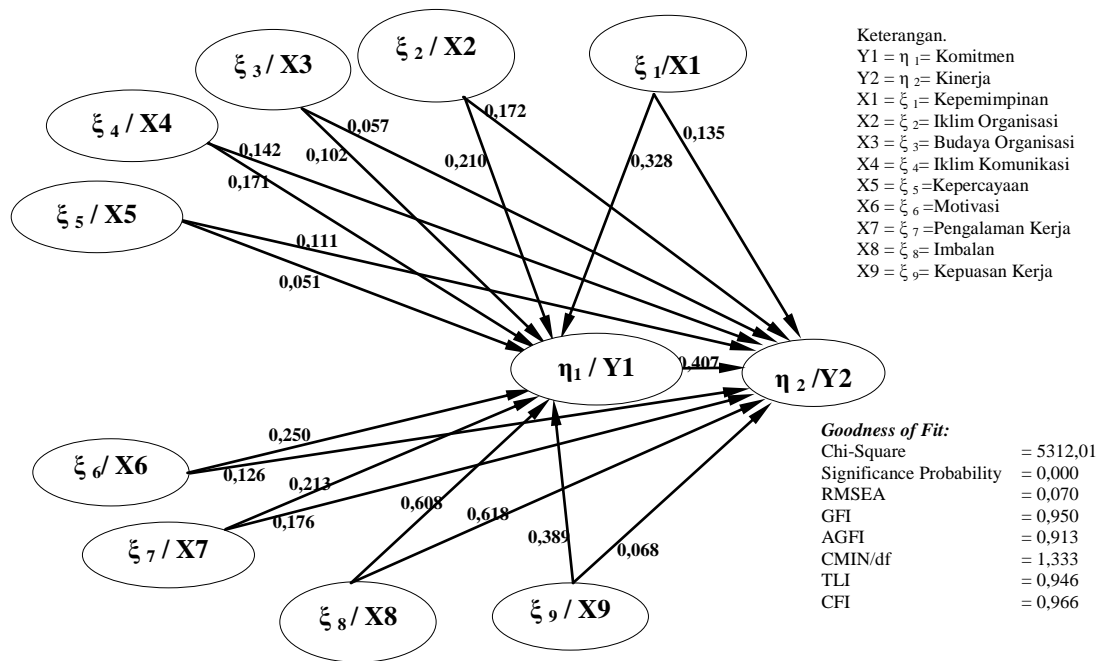 ξ 3 / X3
ξ 2 / X2
ξ 1/X1
ξ 4 / X4
ξ 5 / X5
0,172
0,057
0,135
0,142
0,102
0,210
0,328
0,171
0,111
0,051
η1 / Y1
0,407
η 2 /Y2
ξ 6/ X6
0,250
0,126
0,213
0,176
ξ 7 / X7
0,608
0,618
0,389
0,068
ξ 8 / X8
ξ 9 / X9
Keterangan.
Y1 = η 1= Komitmen
Y2 = η 2= Kinerja
X1 = ξ 1= Kepemimpinan
X2 = ξ 2= Iklim Organisasi
X3 = ξ 3= Budaya Organisasi
X4 = ξ 4= Iklim Komunikasi
X5 = ξ 5 =Kepercayaan
X6 = ξ 6 =Motivasi
X7 = ξ 7 =Pengalaman Kerja
X8 = ξ 8= Imbalan
X9 = ξ 9= Kepuasan Kerja
Goodness of Fit:
Chi-Square = 5312,01
Significance Probability = 0,000
RMSEA = 0,070
GFI = 0,950
AGFI = 0,913
CMIN/df = 1,333
TLI = 0,946
CFI = 0,966